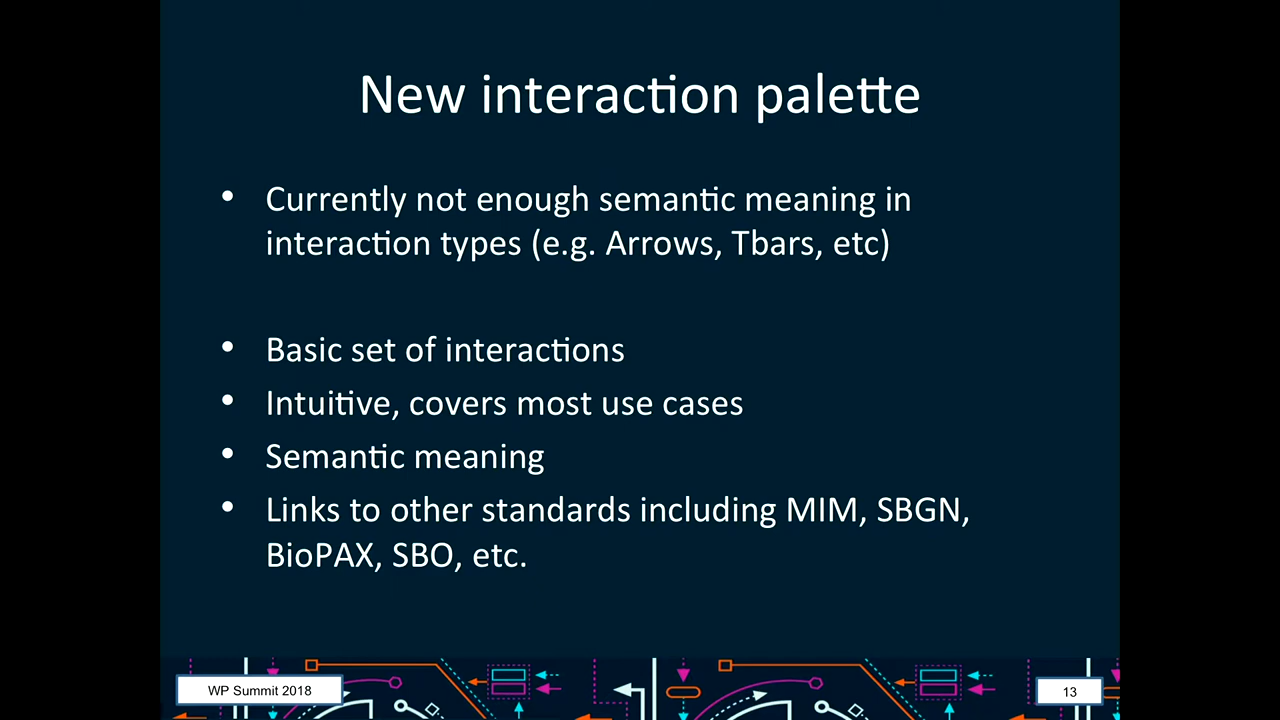 New interaction palette
• Currently not enough semantic meaning in
interaction types (e.g. Arrows, Tbars, etc)
• Basic set of interactions
• Intuitive, covers most use cases
• Semantic meaning
• Links to other standards including MIM, SBGN,
BioPAX, SBO, etc.
WP Summit 2018
13